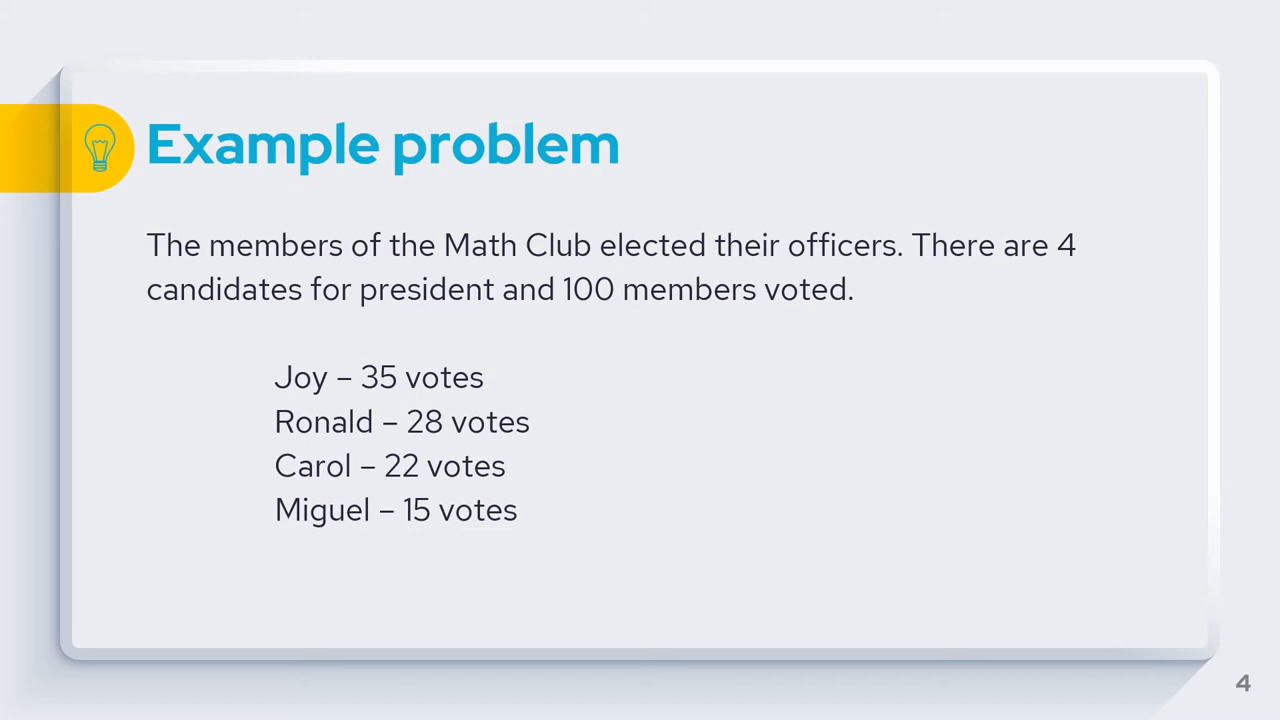 Example problem
The members of the Math Club elected their officers. There are 4
candidates for president and 100 members voted.
Joy – 35 votes
Ronald – 28 votes
Carol – 22 votes
Miguel – 15 votes
4